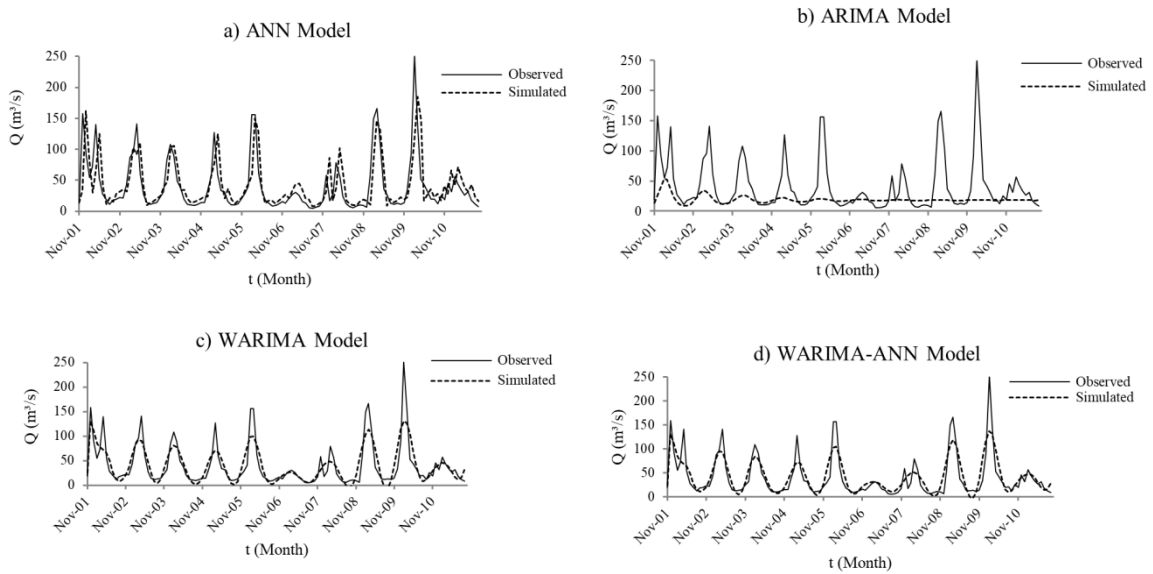 a) ANN Model
250
200
150
100
50
0
Q (m³/s)
Observed
Simulated
Nov-01
Nov-02
Nov-03
Nov-04
Nov-05
Nov-06
Nov-07
Nov-08
Nov-09
Nov-10
t (Month)
b) ARIMA Model
250
200
150
100
50
0
Q (m³/s)
Observed
Simulated
Nov-01
Nov-02
Nov-03
Nov-04
Nov-05
Nov-06
Nov-07
Nov-08
Nov-09
Nov-10
t (Month)
c) WARIMA Model
250
200
150
100
50
0
Q (m³/s)
Observed
Simulated
Nov-01
Nov-02
Nov-03
Nov-04
Nov-05
Nov-06
Nov-07
Nov-08
Nov-09
Nov-10
t (Month)
d) WARIMA-ANN Model
250
200
150
100
50
0
Q (m³/s)
Observed
Simulated
Nov-01
Nov-02
Nov-03
Nov-04
Nov-05
Nov-06
Nov-07
Nov-08
Nov-09
Nov-10
t (Month)